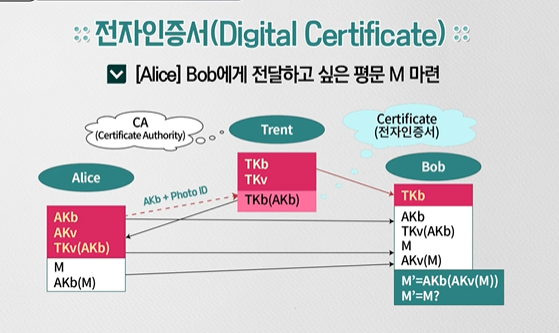 전자인증서(Digital Certificate)
[Alice] Bob에게 전달하고 싶은 평문 M 마련
CA
(Certificate Authority)
Trent
Certificate
(전자인증서)
Alice
Bob
TKb
TKv
TKb(AKb)
AKb + Photo ID
AKb
AKv
TKv(AKb)
M
AKb(M)
TKb
AKb
TKv(AKb)
M
AKv(M)
M'=AKb(AKv(M))
M'=M?